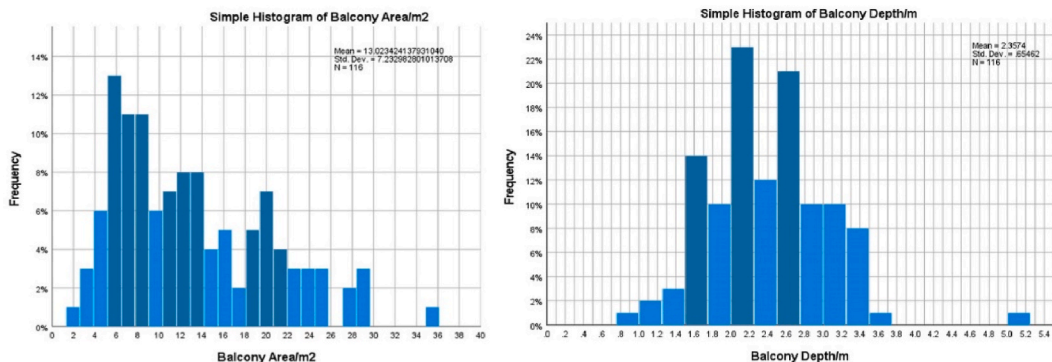 Simple Histogram of Balcony Area/m2
Mean = 13.023424137931040
Std. Dev. = 7.232982801013708
N = 116
14%
12%
10%
8%
6%
4%
2%
0%
Frequency
0 2 4 6 8 10 12 14 16 18 20 22 24 26 28 30 32 34 36 38 40
Balcony Area/m2
Simple Histogram of Balcony Depth/m
Mean = 2.3574
Std. Dev. = .65462
N = 116
24%
22%
20%
18%
16%
14%
12%
10%
8%
6%
4%
2%
0%
Frequency
.0 .2 .4 .6 .8 1.0 1.2 1.4 1.6 1.8 2.0 2.2 2.4 2.6 2.8 3.0 3.2 3.4 3.6 3.8 4.0 4.2 4.4 4.6 4.8 5.0 5.2 5.4
Balcony Depth/m